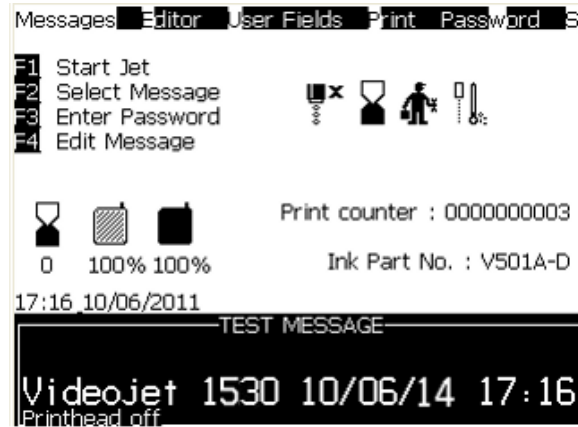 Messages Editor User Fields Print Password S
F1 Start Jet
F2 Select Message
F3 Enter Password
F4 Edit Message
Print counter : 0000000003
0 100% 100%
Ink Part No. : V501A-D
17:16 10/06/2011
TEST MESSAGE
Videojet 1530 10/06/14 17:16
Printhead off